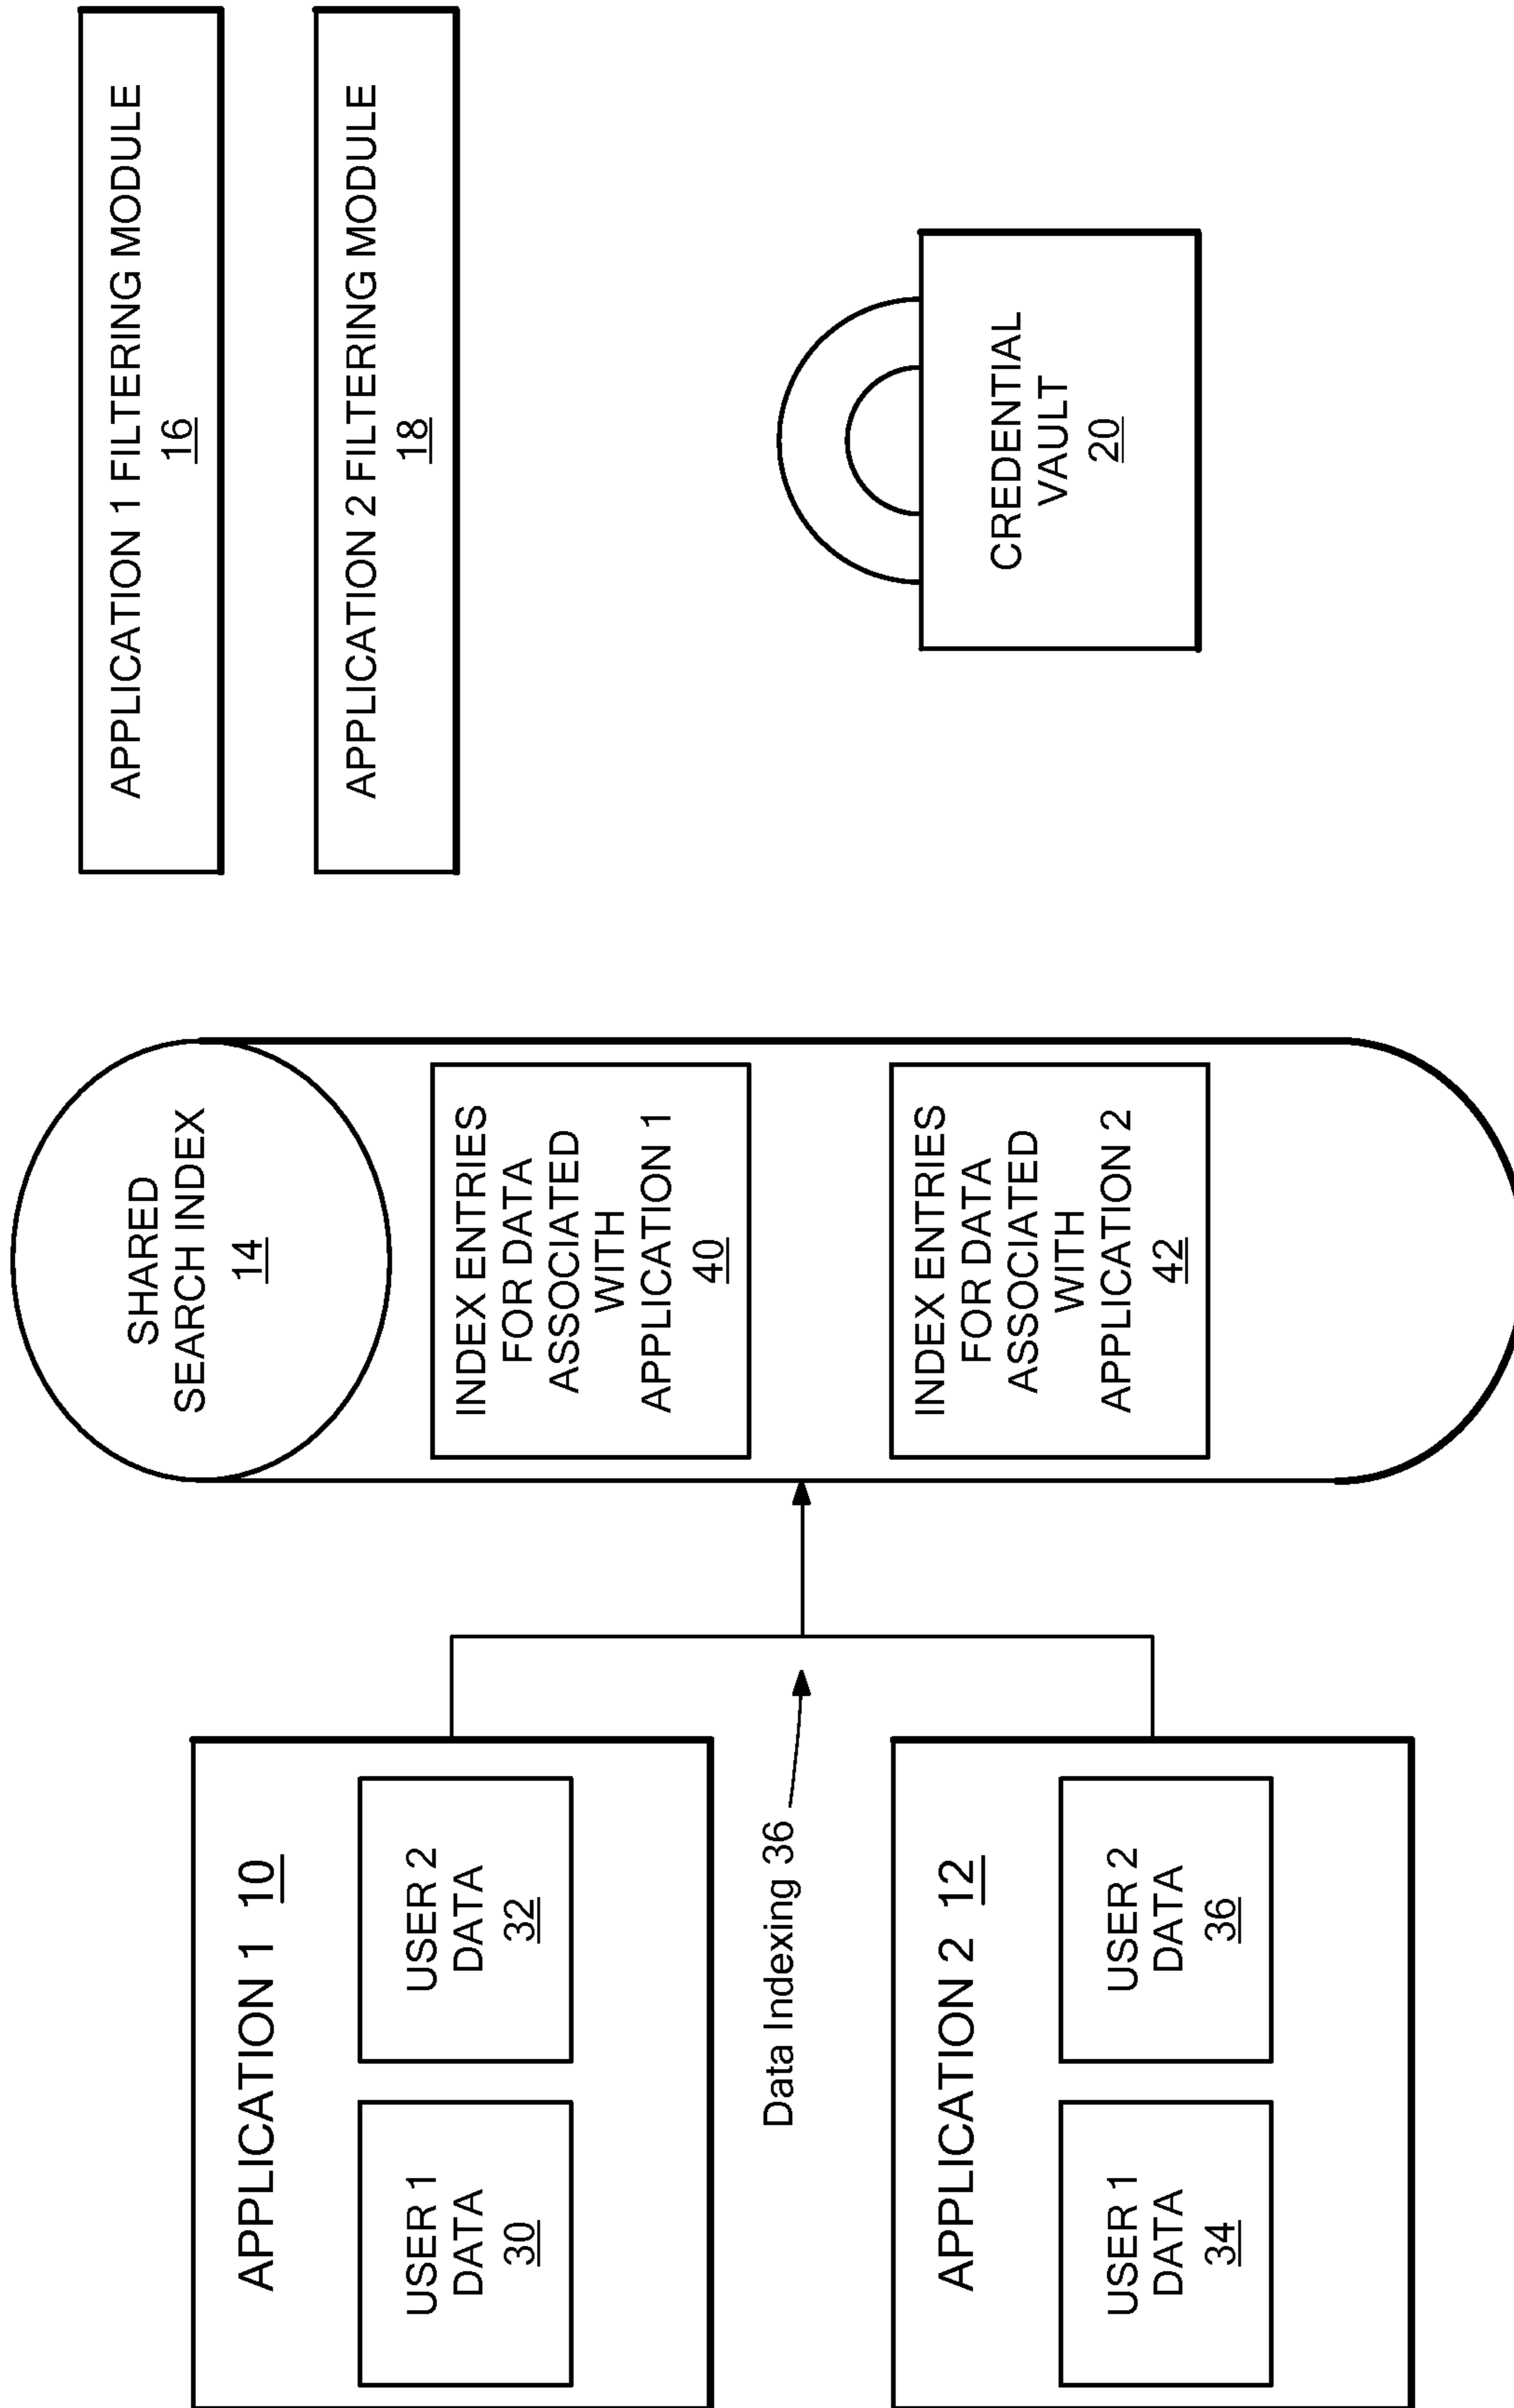 APPLICATION 1 10
USER 1
DATA
30
USER 2
DATA
32
Data Indexing 36
APPLICATION 2 12
USER 1
DATA
34
USER 2
DATA
36
SHARED
SEARCH INDEX
14
INDEX ENTRIES
FOR DATA
ASSOCIATED
WITH
APPLICATION 1
40
INDEX ENTRIES
FOR DATA
ASSOCIATED
WITH
APPLICATION 2
42
APPLICATION 1 FILTERING MODULE
16
APPLICATION 2 FILTERING MODULE
18
CREDENTIAL
VAULT
20